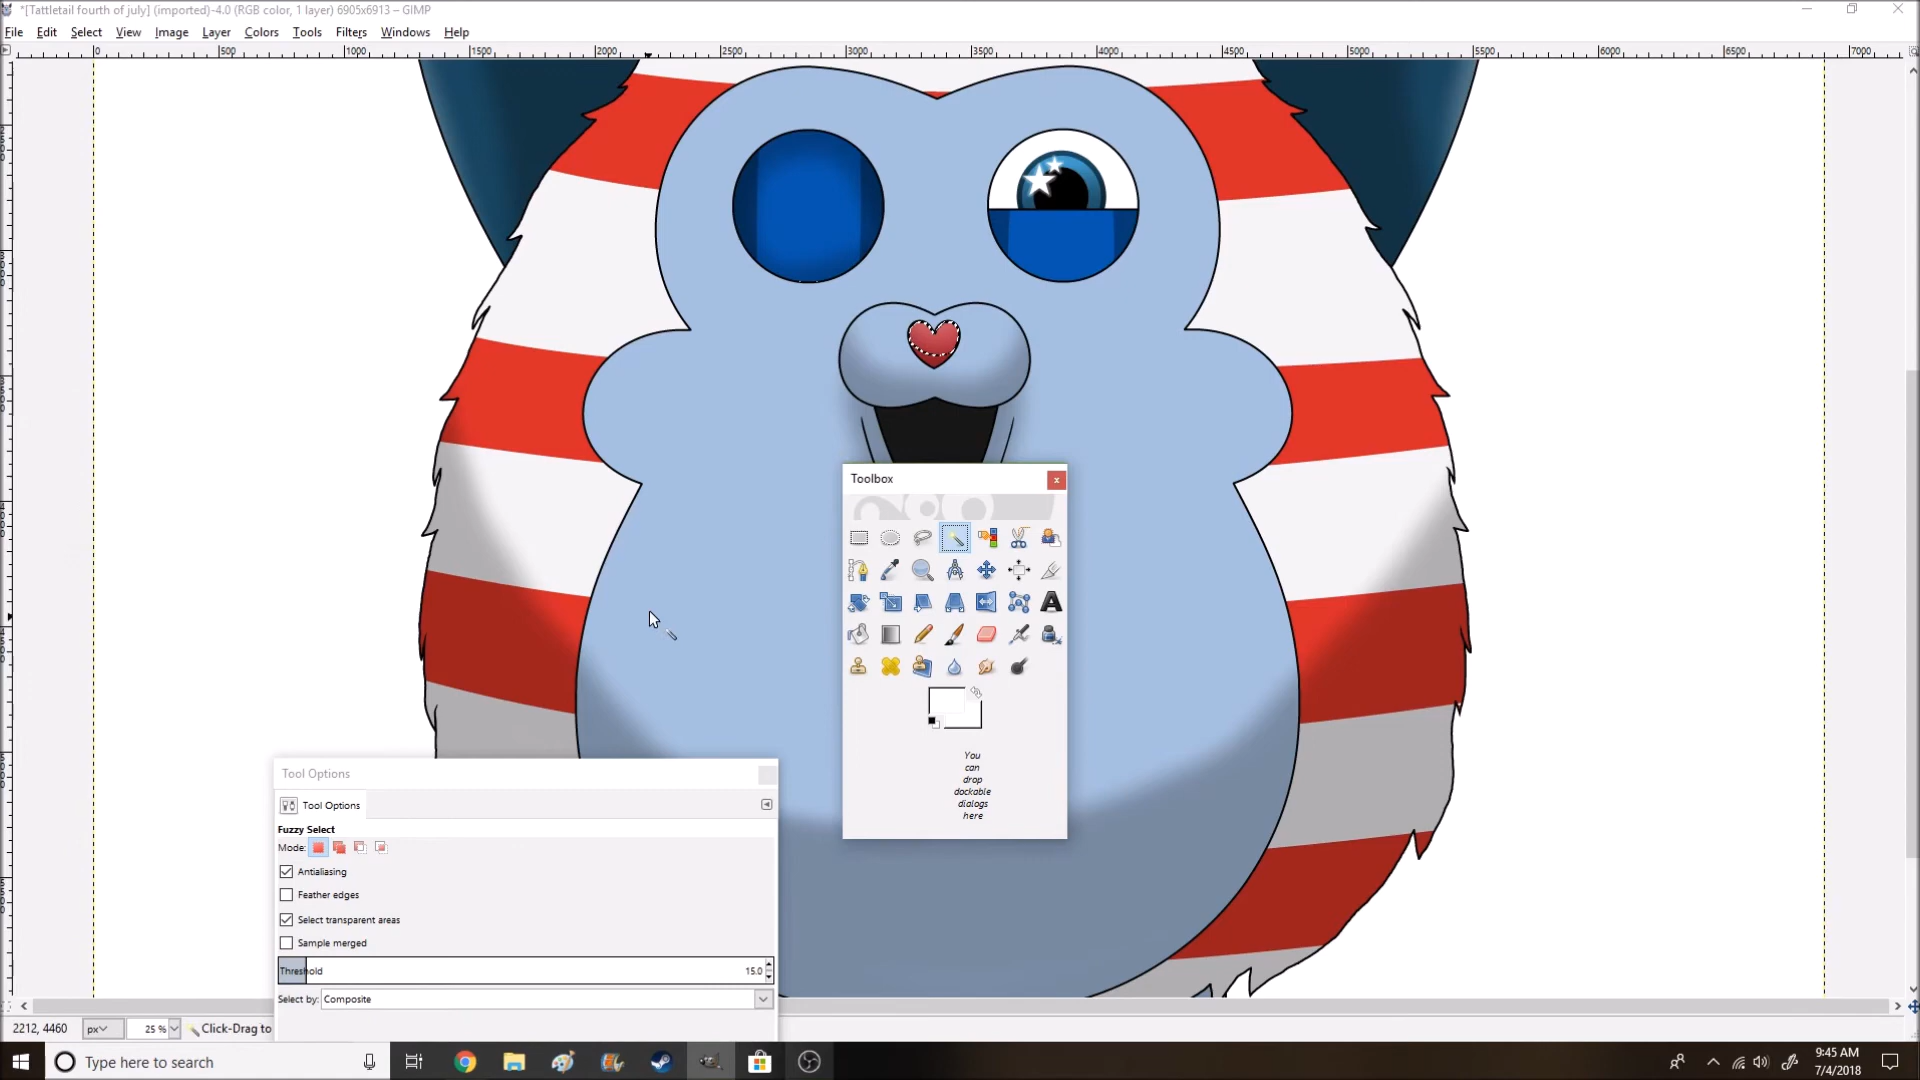 *[Tattletail fourth of july] (imported)-4.0 (RGB color, 1 layer) 6905x6913 – GIMP
File Edit Select View Image Layer Colors Tools Filters Windows Help
0 500 1000 1500 2000 2500 3000 3500 4000 4500 5000 5500 6000 6500 7000
Toolbox
You
can
drop
dockable
dialogs
here
Tool Options
Tool Options
Fuzzy Select
Mode:
Antialiasing
Feather edges
Select transparent areas
Sample merged
Threshold 15.0
Select by: Composite
2212, 4460 px 25 % Click-Drag to
Type here to search
9:45 AM
7/4/2018